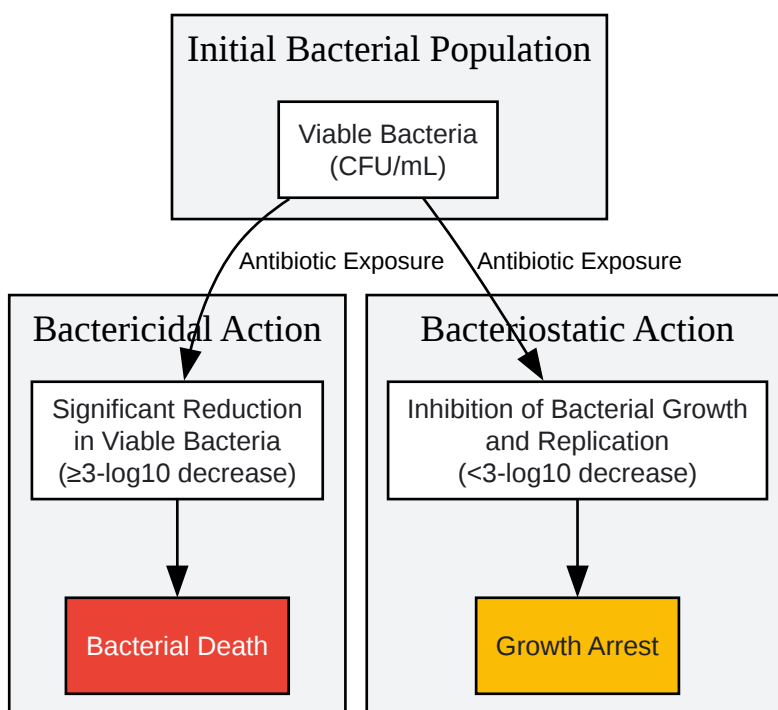 Initial Bacterial Population
Viable Bacteria
(CFU/mL)
Antibiotic Exposure
Antibiotic Exposure
Bactericidal Action
Significant Reduction
in Viable Bacteria
(≥3-log10 decrease)
Bacterial Death
Bacteriostatic Action
Inhibition of Bacterial Growth
and Replication
(<3-log10 decrease)
Growth Arrest